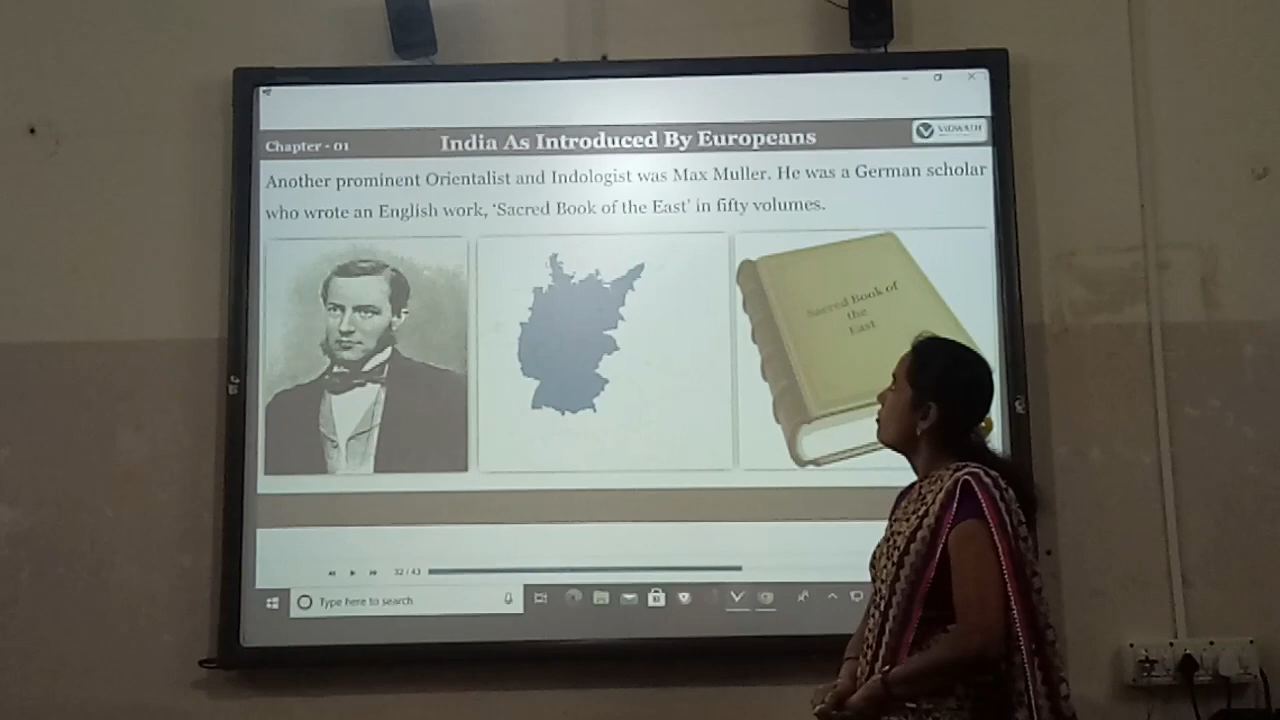 Chapter - 01
India As Introduced By Europeans
VIDWATH
Another prominent Orientalist and Indologist was Max Muller. He was a German scholar
who wrote an English work, ‘Sacred Book of the East’ in fifty volumes.
Sacred Book of
the
East
32 / 43
Type here to search